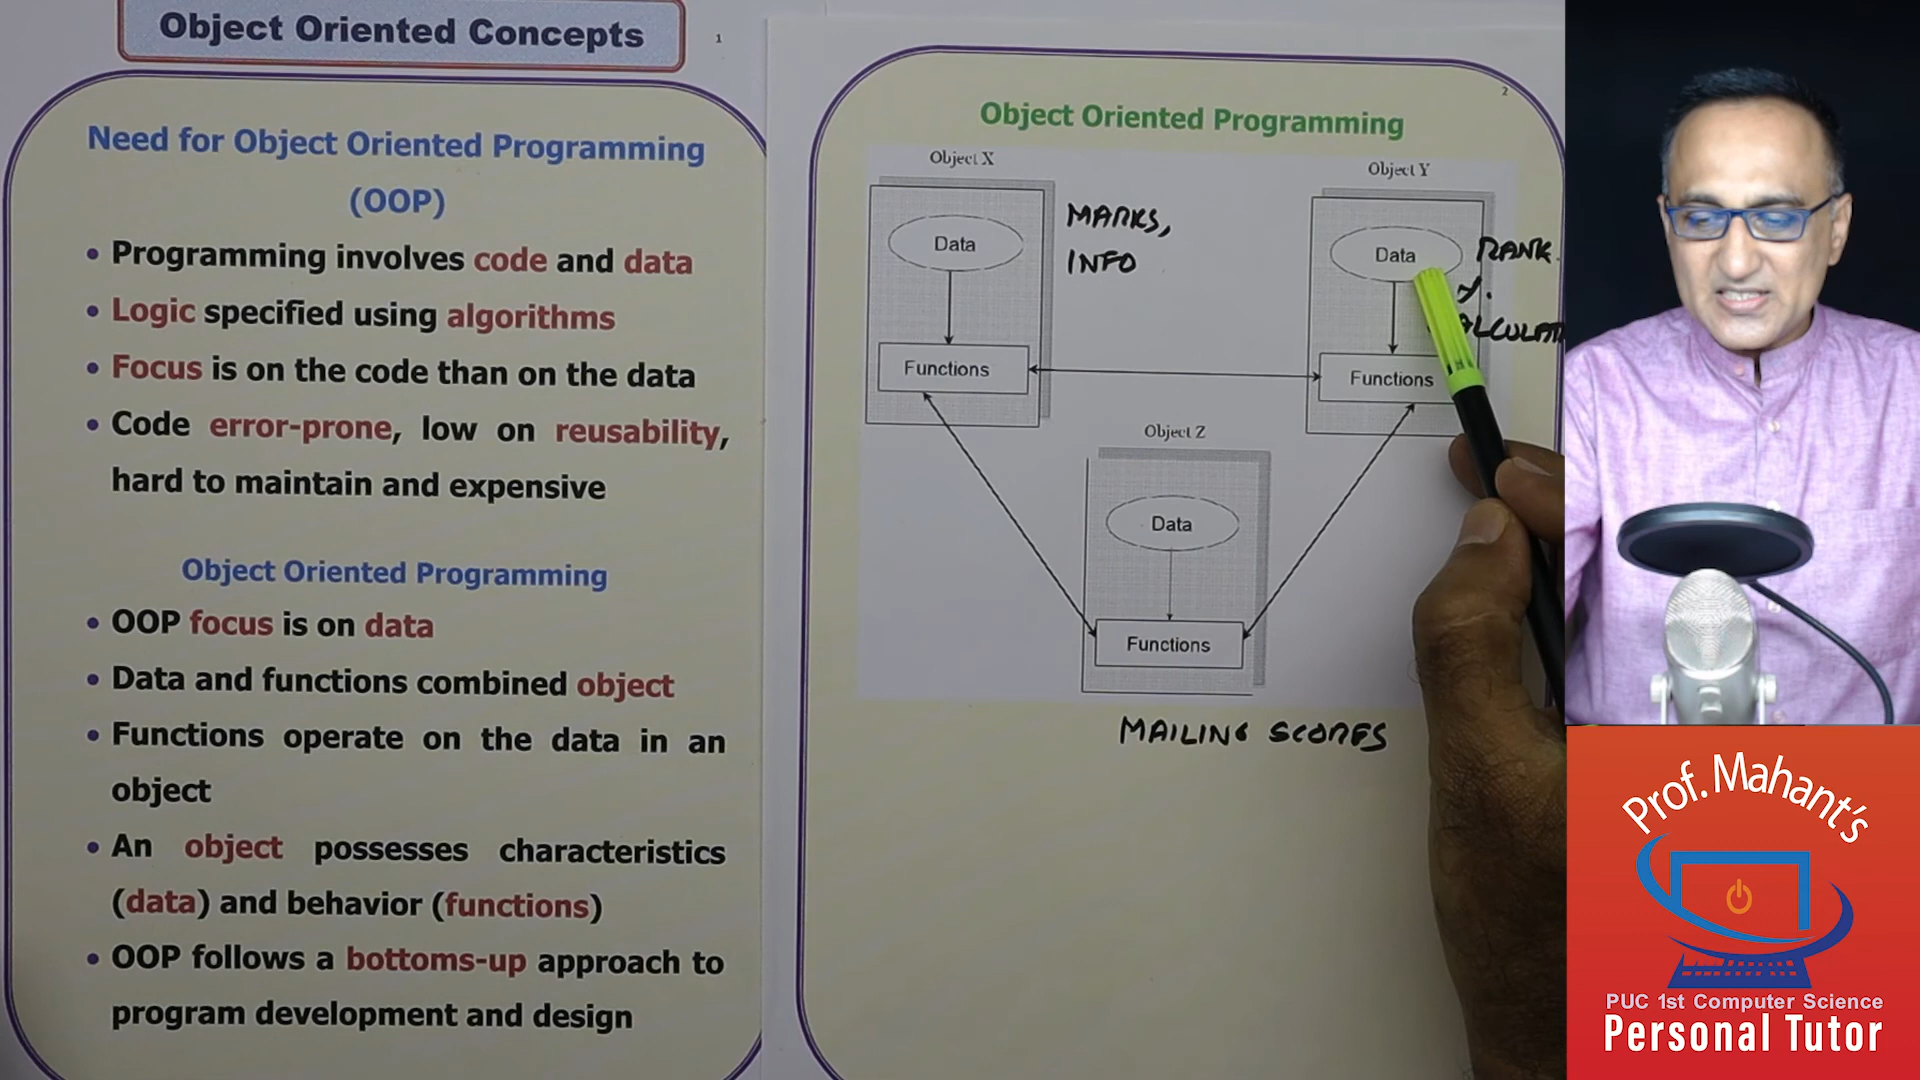 Object Oriented Concepts
1
Need for Object Oriented Programming
(OOP)
• Programming involves code and data
• Logic specified using algorithms
• Focus is on the code than on the data
• Code error-prone, low on reusability,
hard to maintain and expensive
Object Oriented Programming
• OOP focus is on data
• Data and functions combined object
• Functions operate on the data in an
object
• An object possesses characteristics
(data) and behavior (functions)
• OOP follows a bottoms-up approach to
program development and design
2
Object Oriented Programming
Object X
Data
Functions
MARKS,
INFO
Object Y
Data
Functions
RANK
Object Z
Data
Functions
MAILING SCORES
Prof. Mahant's
PUC 1st Computer Science
Personal Tutor